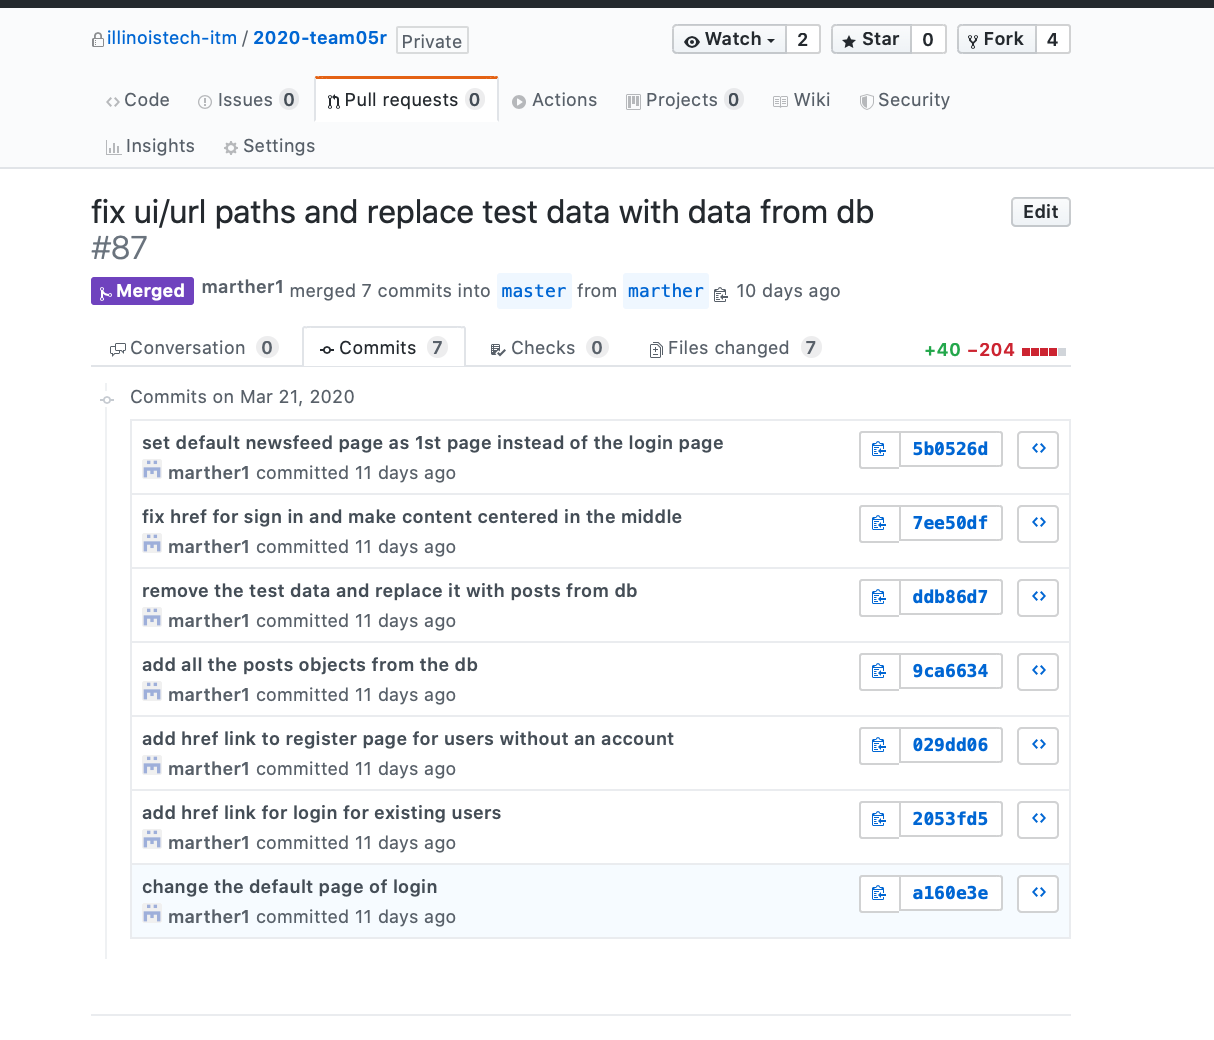 illinoistech-itm / 2020-team05r Private
Watch 2 Star 0 Fork 4
Code Issues 0 Pull requests 0 Actions Projects 0 Wiki Security
Insights Settings
fix ui/url paths and replace test data with data from db
#87
Edit
Merged marther1 merged 7 commits into master from marther 10 days ago
Conversation 0 Commits 7 Checks 0 Files changed 7 +40 −204
Commits on Mar 21, 2020
set default newsfeed page as 1st page instead of the login page
marther1 committed 11 days ago
5b0526d
fix href for sign in and make content centered in the middle
marther1 committed 11 days ago
7ee50df
remove the test data and replace it with posts from db
marther1 committed 11 days ago
ddb86d7
add all the posts objects from the db
marther1 committed 11 days ago
9ca6634
add href link to register page for users without an account
marther1 committed 11 days ago
029dd06
add href link for login for existing users
marther1 committed 11 days ago
2053fd5
change the default page of login
marther1 committed 11 days ago
a160e3e